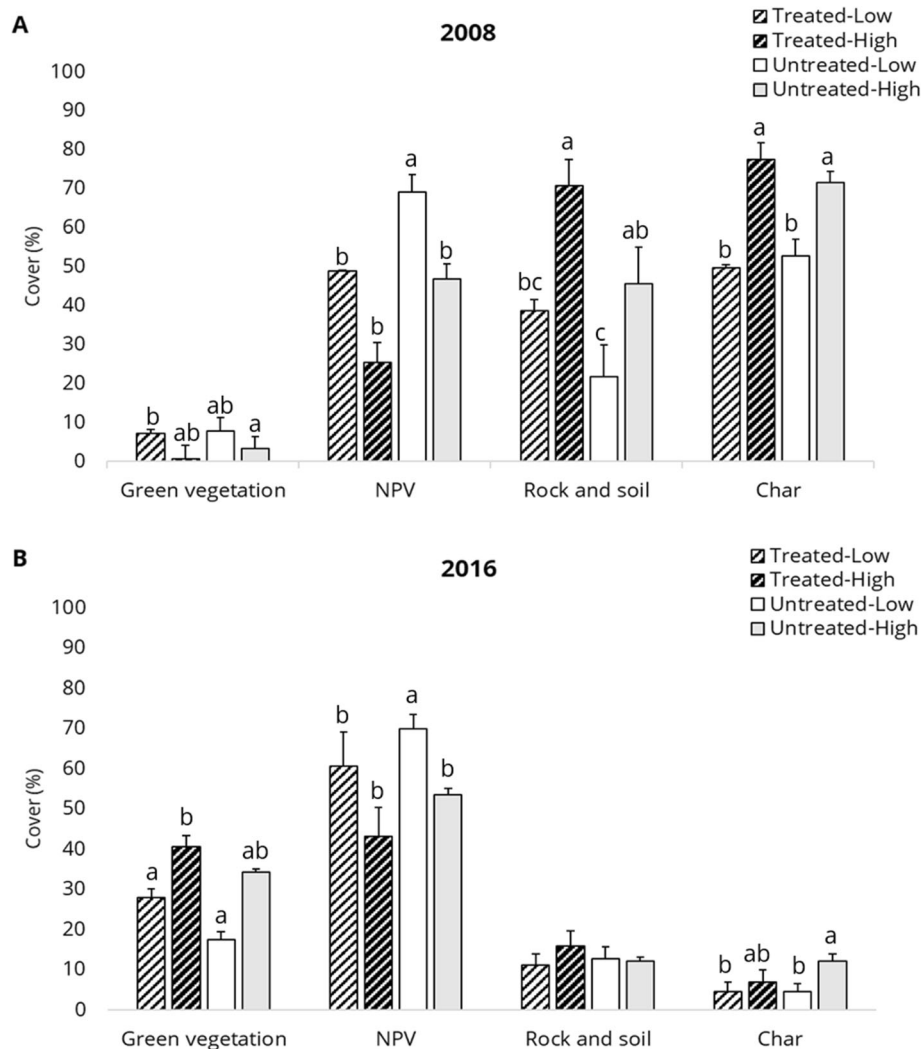 A
2008
Treated-Low
Treated-High
Untreated-Low
Untreated-High
Cover (%)
100
90
80
70
60
50
40
30
20
10
0
b
ab
ab
a
b
b
a
b
bc
a
c
ab
b
a
b
a
Green vegetation
NPV
Rock and soil
Char
B
2016
Treated-Low
Treated-High
Untreated-Low
Untreated-High
Cover (%)
100
90
80
70
60
50
40
30
20
10
0
a
b
a
ab
b
b
a
b
b
ab
b
a
Green vegetation
NPV
Rock and soil
Char